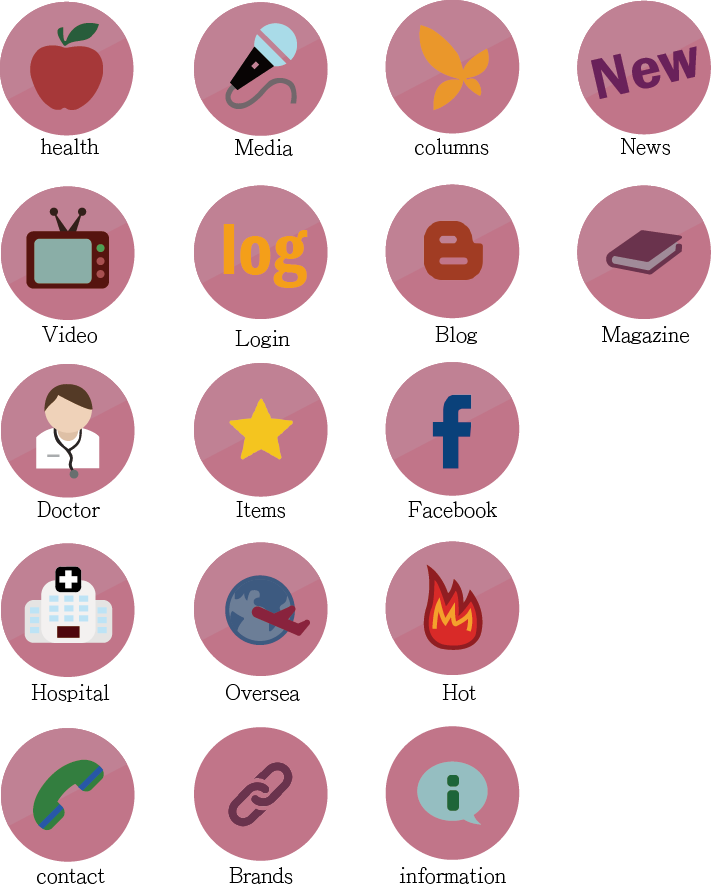 New
health
Media
columns
News
log
Video
Login
Blog
Magazine
Doctor
Items
Facebook
Hospital
Oversea
Hot
contact
Brands
information